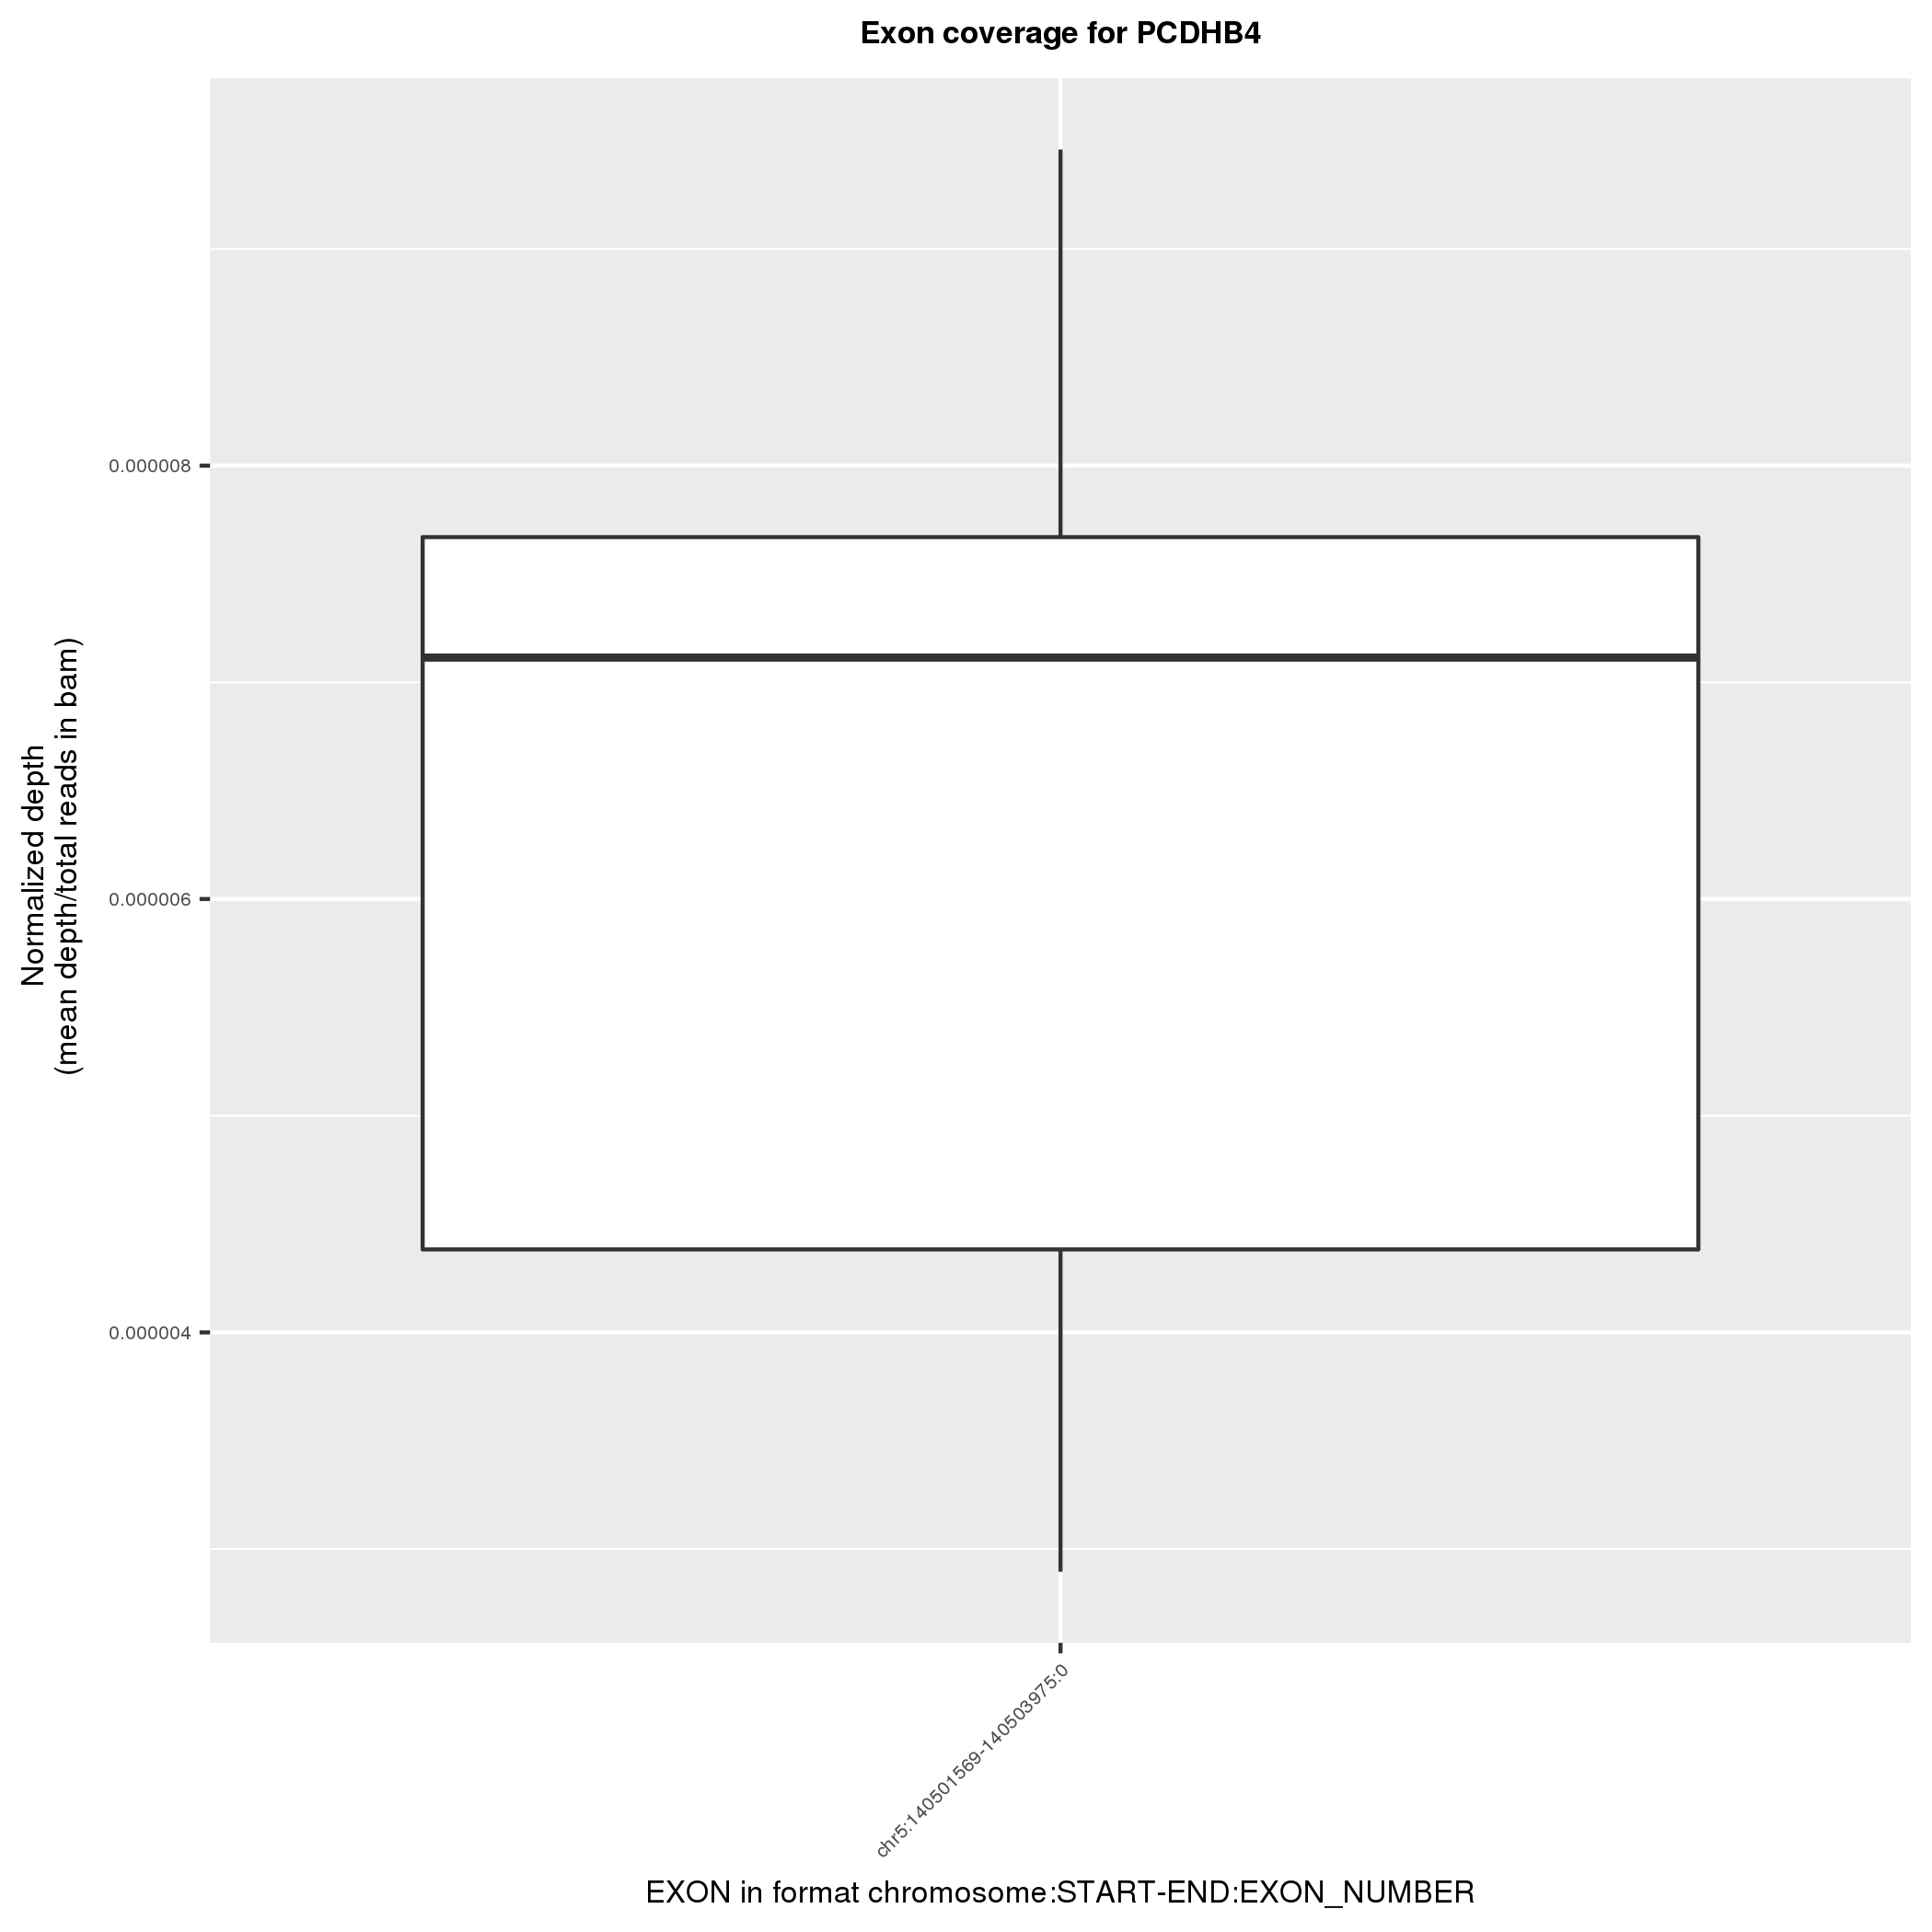 Exon coverage for PCDHB4
Normalized depth
(mean depth/total reads in bam)
0.000008
0.000006
0.000004
chr5:140501569-140503975:0
EXON in format chromosome:START-END:EXON_NUMBER